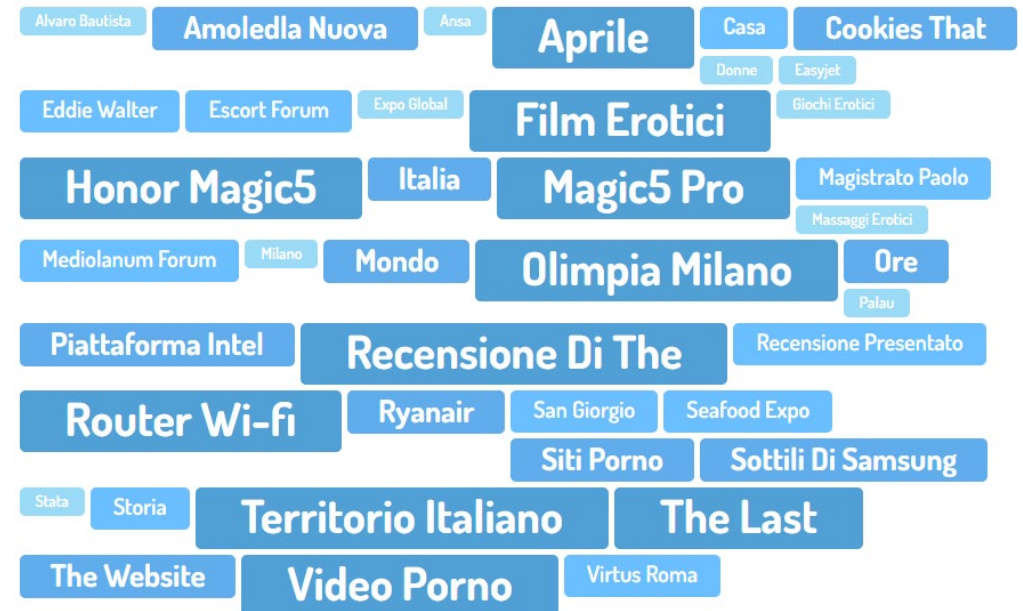 Alvaro Bautista Amoledla Nuova Ansa Aprile Casa Cookies That
Donne Easyjet
Eddie Walter Escort Forum Expo Global Film Erotici Giochi Erotici
Honor Magic5 Italia Magic5 Pro Magistrato Paolo
Massaggi Erotici
Mediolanum Forum Milano Mondo Olimpia Milano Ore
Palau
Piattaforma Intel Recensione Di The Recensione Presentato
Router Wi-fi Ryanair San Giorgio Seafood Expo
Siti Porno Sottili Di Samsung
Stata Storia Territorio Italiano The Last
The Website Video Porno Virtus Roma